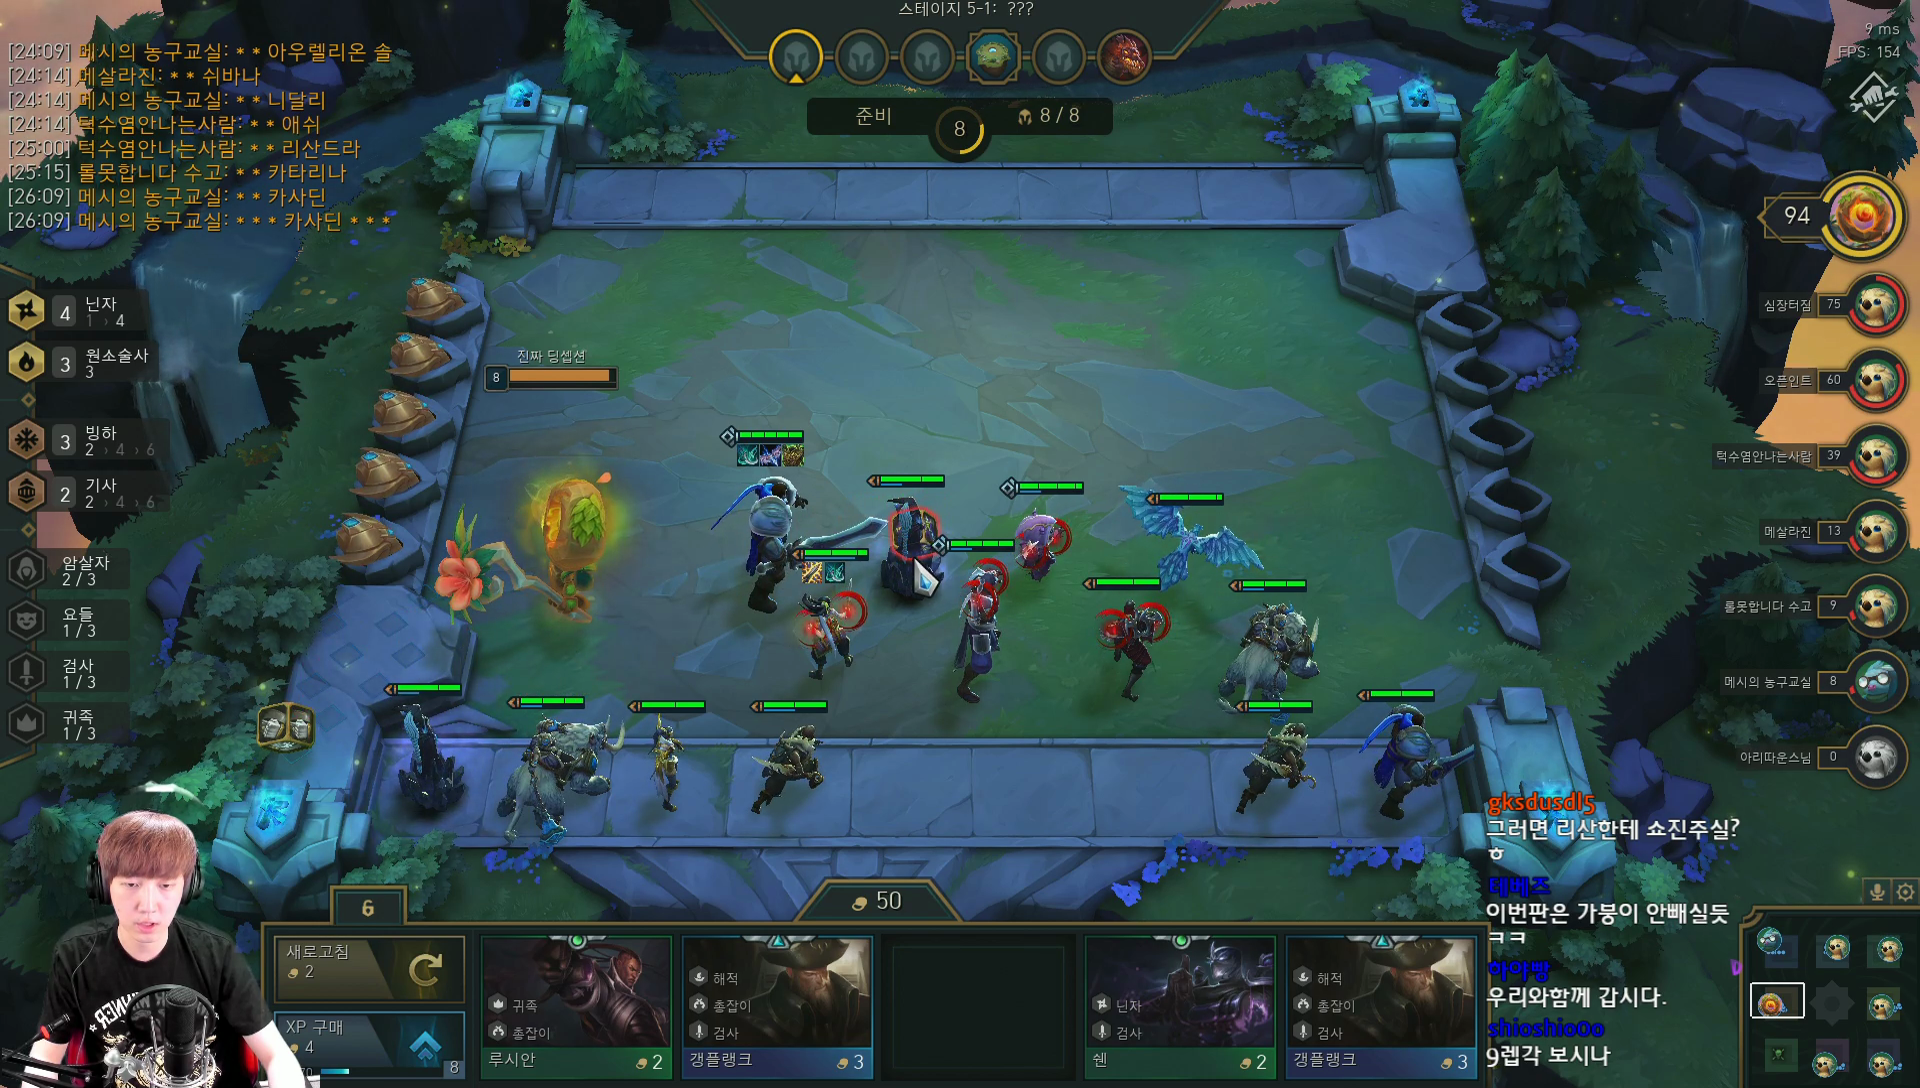 스테이지 5-1: ???
9 ms
FPS: 154
[24:09] 메시의 농구교실: * * 아우렐리온 솔
[24:14] 메살라진: * * 쉬바나
[24:14] 메시의 농구교실: * * 니달리
[24:14] 턱수염안나는사람: * * 애쉬
[25:00] 턱수염안나는사람: * * 리산드라
[25:15] 롤못합니다 수고: * * 카타리나
[26:09] 메시의 농구교실: * * 카사딘
[26:09] 메시의 농구교실: * * * 카사딘 * * *
준비
8
8 / 8
94
4 닌자
1 › 4
3 원소술사
3
3 빙하
2 › 4 › 6
2 기사
2 › 4 › 6
암살자
2 / 3
요들
1 / 3
검사
1 / 3
귀족
1 / 3
진짜 딩셉션
8
심장터짐 75
오픈인트 60
턱수염안나는사람 39
메살라진 13
롤못합니다 수고 9
메시의 농구교실 8
아리따운스님 0
gksdusdl5
그러면 리산한테 쇼진주실?
ㅎ
테베즈
이번판은 가붕이 안빼실듯
ㅋㅋ
하야빵
우리와함께 갑시다.
shioshio0o
9렙각 보시나
6
50
새로고침
2
XP 구매
4
8
귀족
총잡이
루시안 2
해적
총잡이
검사
갱플랭크 3
닌자
검사
쉔 2
해적
총잡이
검사
갱플랭크 3